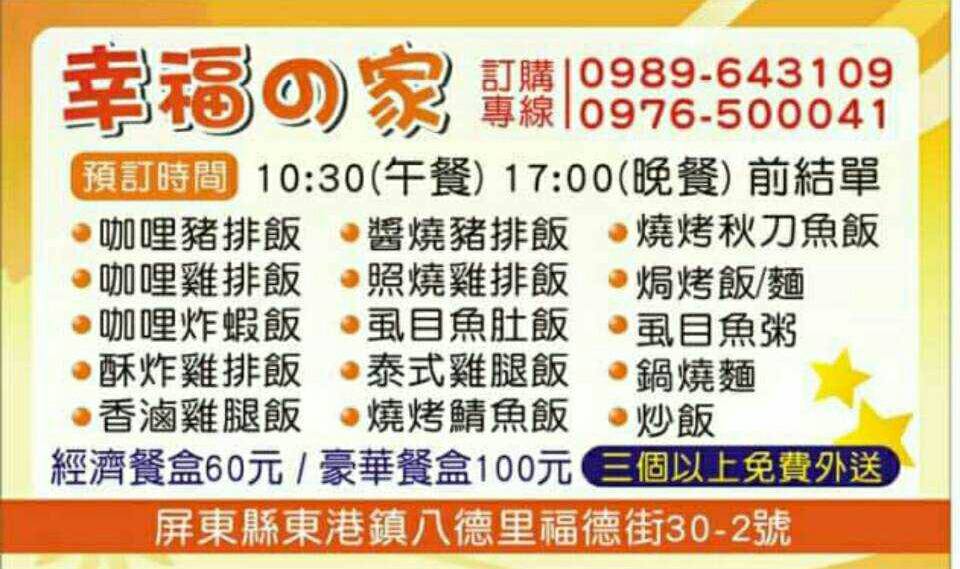 幸福の家
訂購專線
0989-643109
0976-500041
預訂時間 10:30(午餐) 17:00(晚餐) 前結單
咖哩豬排飯 醬燒豬排飯 燒烤秋刀魚飯
咖哩雞排飯 照燒雞排飯 焗烤飯/麵
咖哩炸蝦飯 虱目魚肚飯 虱目魚粥
酥炸雞排飯 泰式雞腿飯 鍋燒麵
香滷雞腿飯 燒烤鯖魚飯 炒飯
經濟餐盒60元 / 豪華餐盒100元 三個以上免費外送
屏東縣東港鎮八德里福德街30-2號